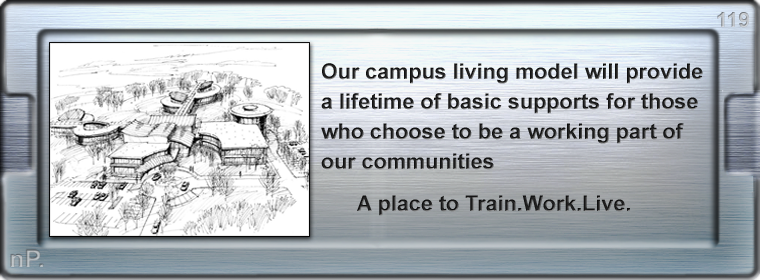 119
Our campus living model will provide
a lifetime of basic supports for those
who choose to be a working part of
our communities
A place to Train.Work.Live.
nP.